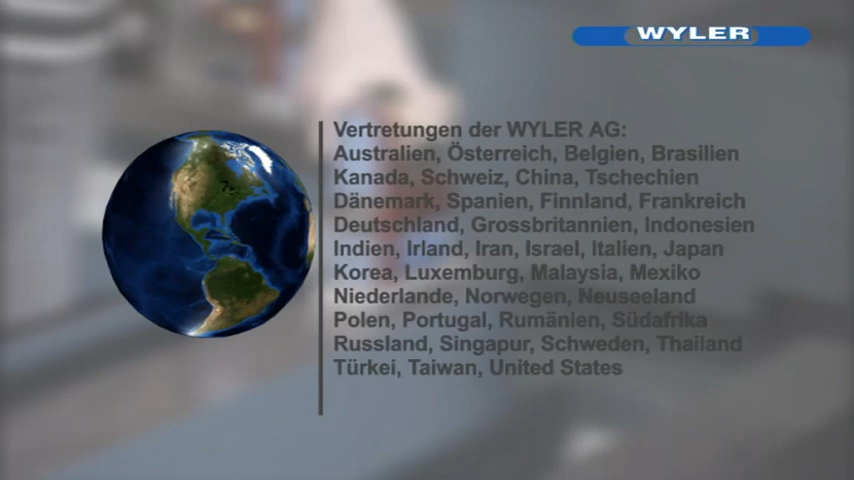 WYLER
Vertretungen der WYLER AG:
Australien, Österreich, Belgien, Brasilien
Kanada, Schweiz, China, Tschechien
Dänemark, Spanien, Finnland, Frankreich
Deutschland, Grossbritannien, Indonesien
Indien, Irland, Iran, Israel, Italien, Japan
Korea, Luxemburg, Malaysia, Mexiko
Niederlande, Norwegen, Neuseeland
Polen, Portugal, Rumänien, Südafrika
Russland, Singapur, Schweden, Thailand
Türkei, Taiwan, United States